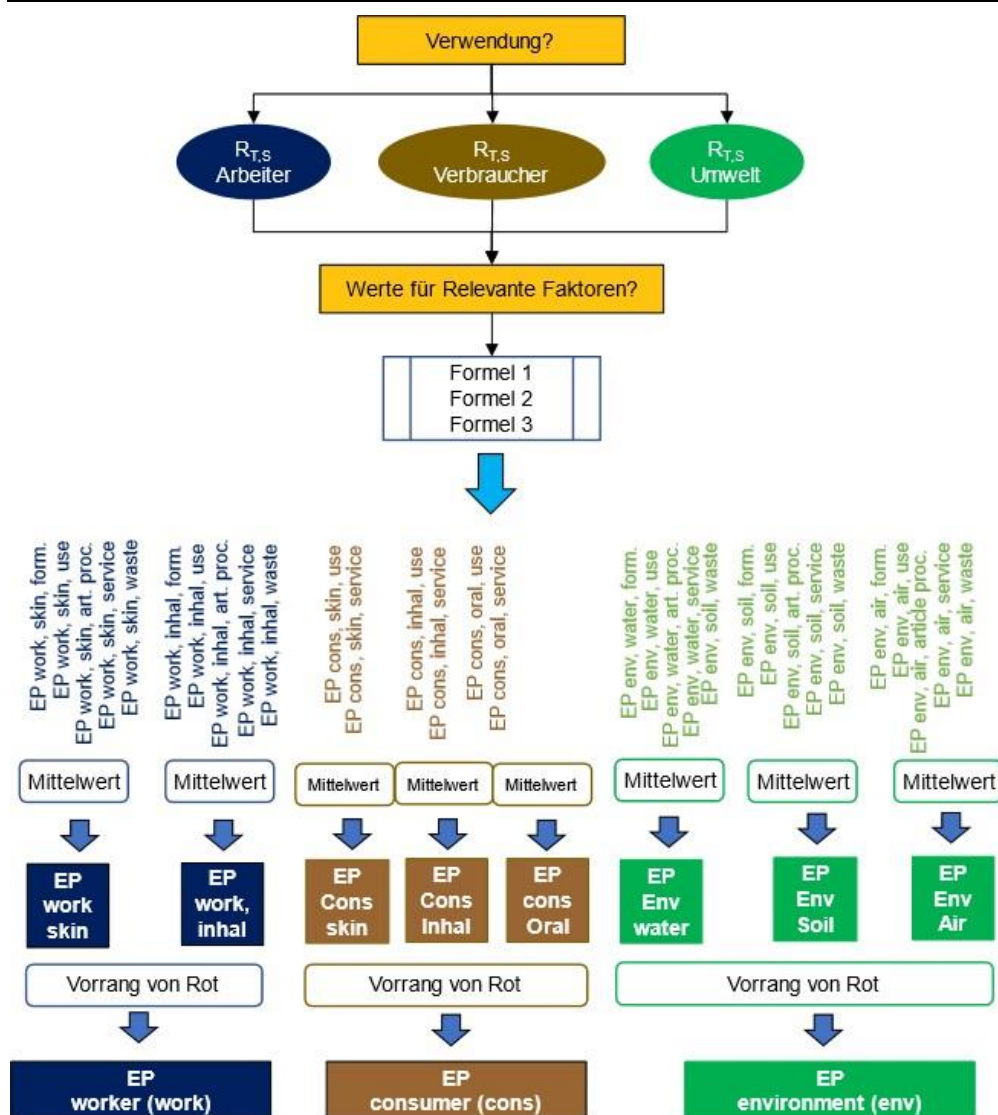 Verwendung?
R_T,S
Arbeiter
R_T,S
Verbraucher
R_T,S
Umwelt
Werte für Relevante Faktoren?
Formel 1
Formel 2
Formel 3
EP work, skin, form.
EP work, skin, use
EP work, skin, art. proc.
EP work, skin, service
EP work, skin, waste
EP work, inhal, form.
EP work, inhal, use
EP work, inhal, art. proc.
EP work, inhal, service
EP work, inhal, waste
EP cons, skin, use
EP cons, skin, service
EP cons, inhal, use
EP cons, inhal, service
EP cons, oral, use
EP cons, oral, service
EP env, water, form.
EP env, water, use
EP env, water, art. proc.
EP env, water, service
EP env, soil, waste
EP env, soil, form.
EP env, soil, use
EP env, soil, art. proc.
EP env, soil, service
EP env, soil, waste
EP env, air, form.
EP env, air, use
EP env, air, article proc.
EP env, air, service
EP env, air, waste
Mittelwert
Mittelwert
Mittelwert
Mittelwert
Mittelwert
Mittelwert
Mittelwert
Mittelwert
EP
work
skin
EP
work,
inhal
EP
Cons
skin
EP
Cons
Inhal
EP
cons
Oral
EP
Env
water
EP
Env
Soil
EP
Env
Air
Vorrang von Rot
Vorrang von Rot
Vorrang von Rot
EP
worker (work)
EP
consumer (cons)
EP
environment (env)